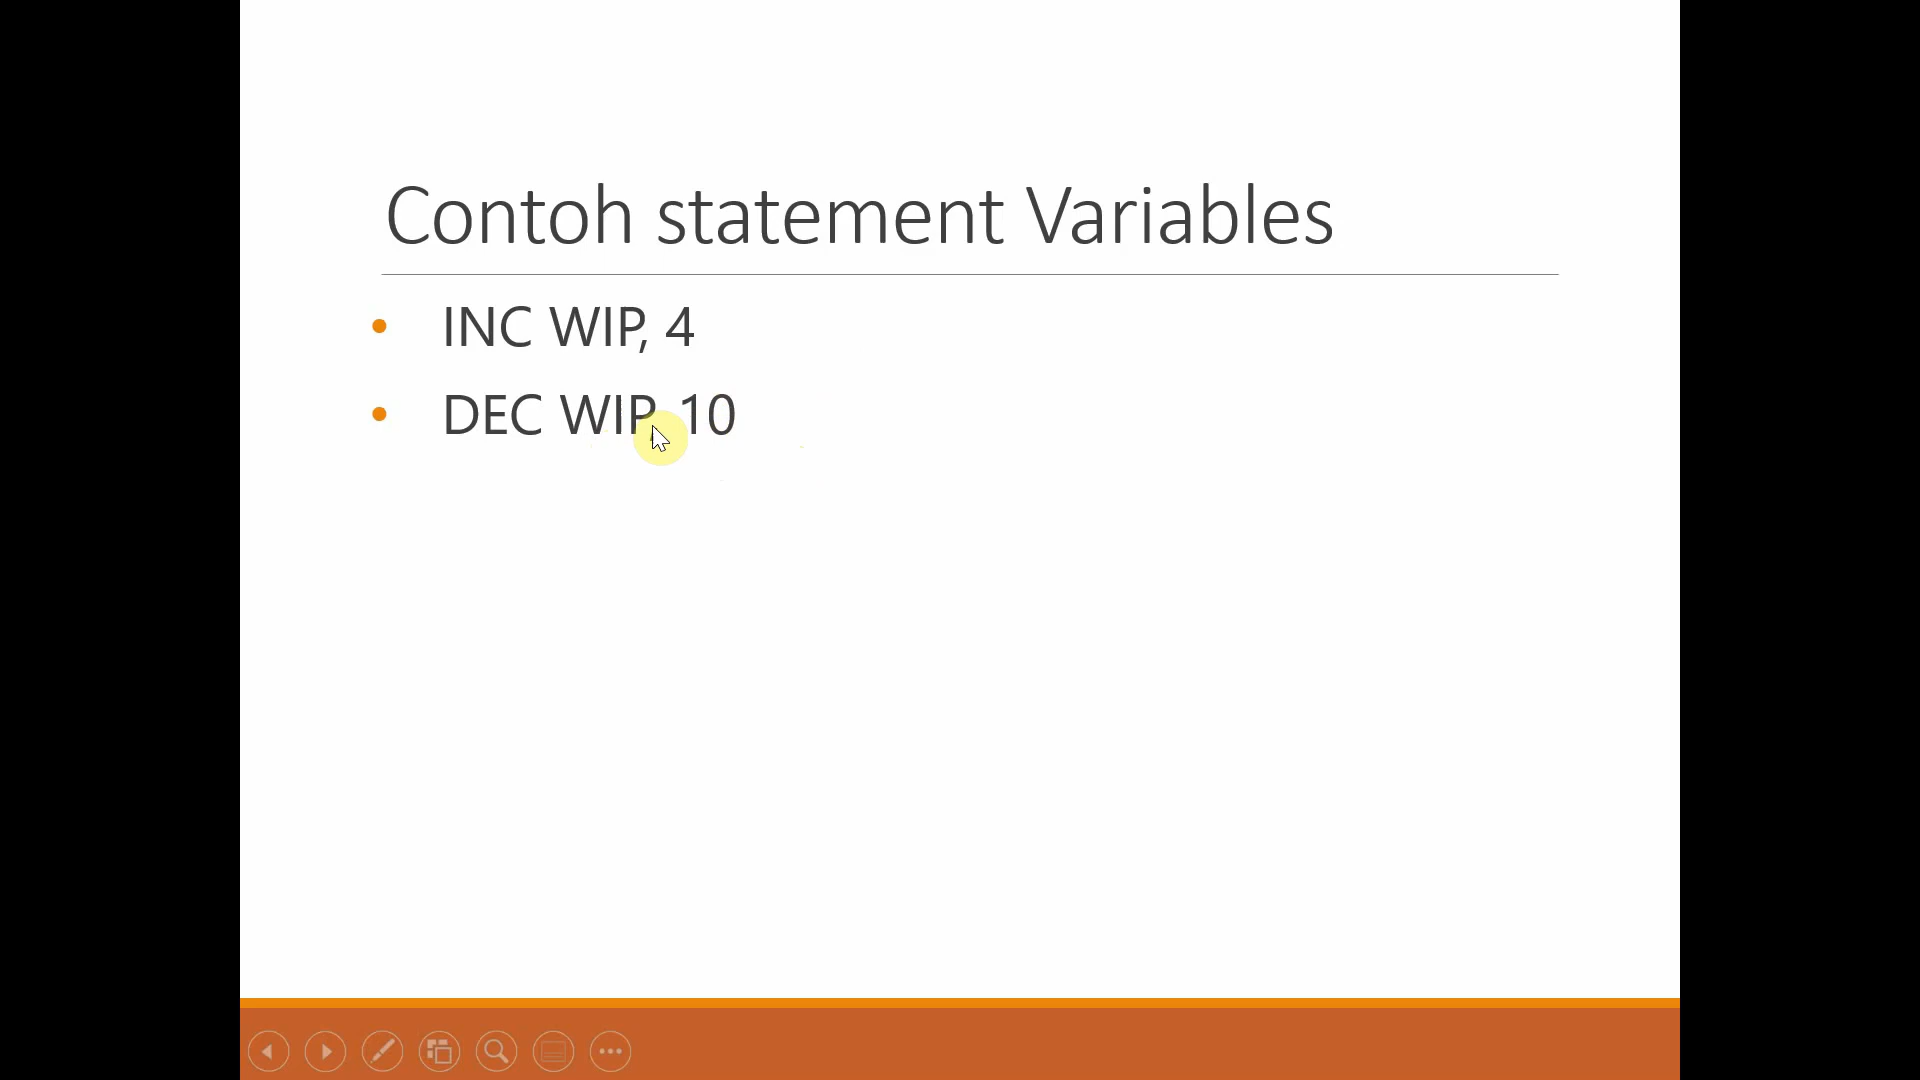 Contoh statement Variables
• INC WIP, 4
• DEC WIP, 10